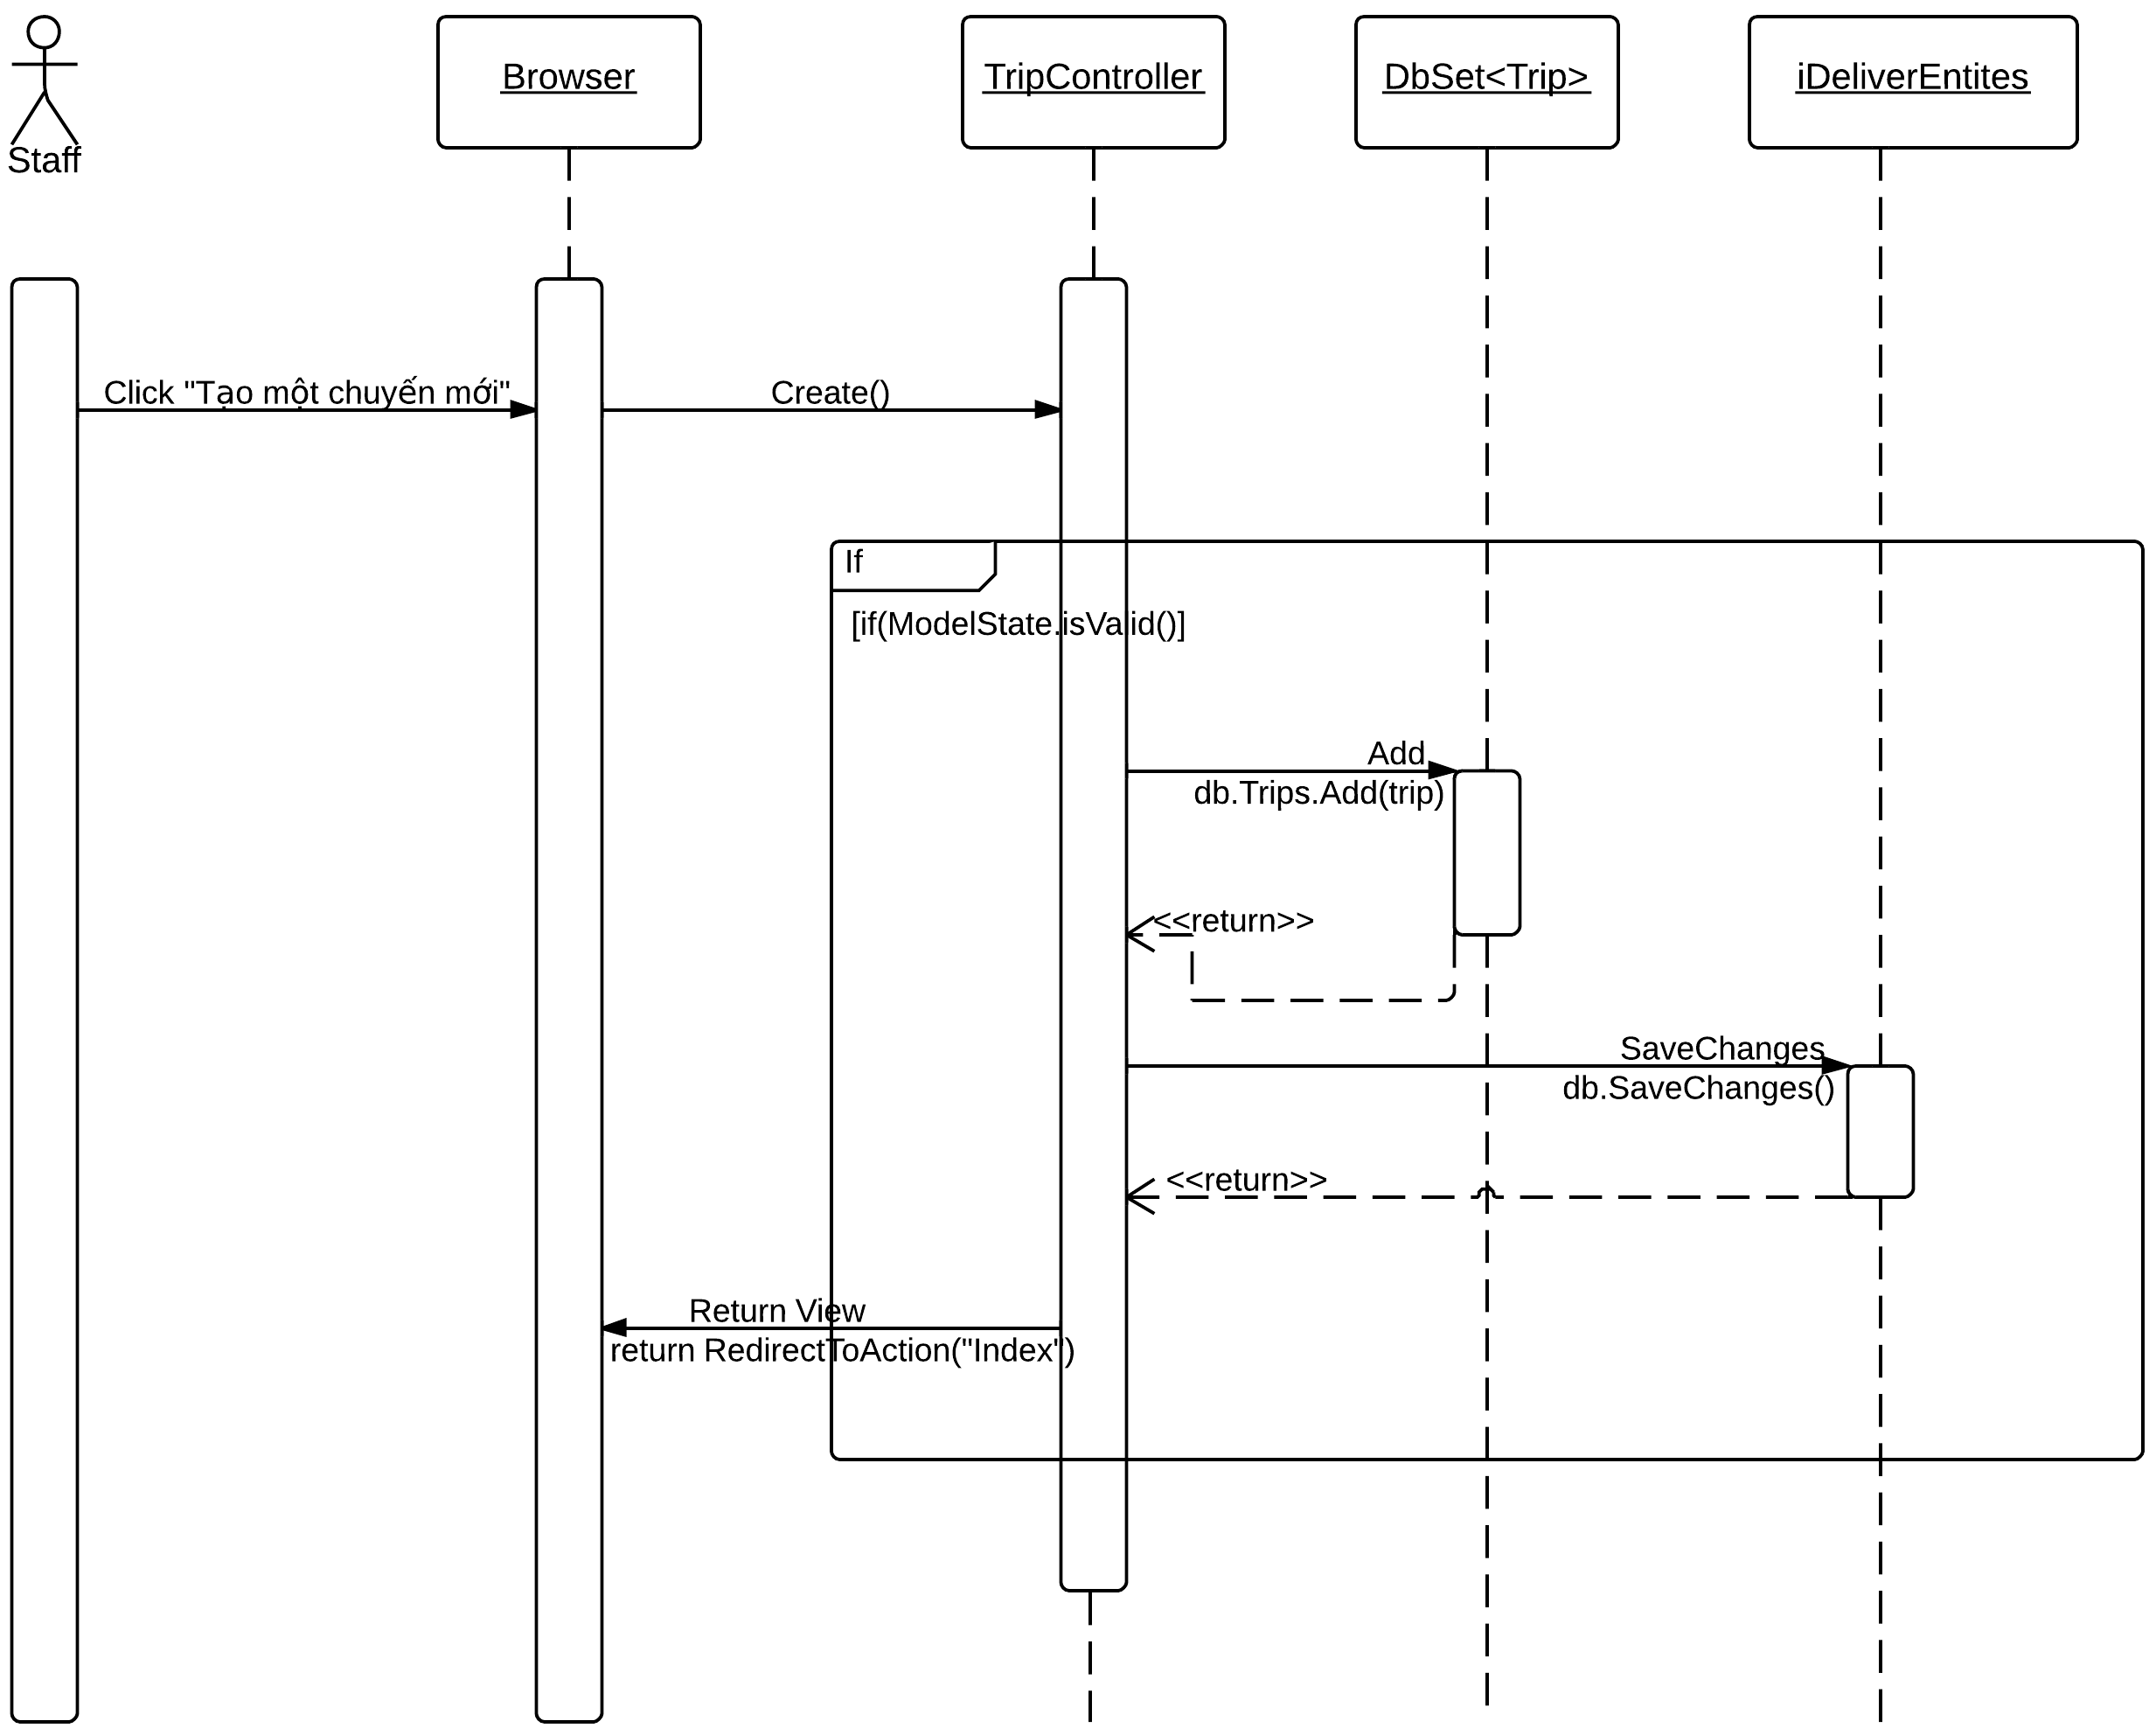 Staff
Browser
TripController
DbSet<Trip>
iDeliverEntites
Click "Tạo một chuyến mới"
Create()
If
[if(ModelState.isValid()]
Add
db.Trips.Add(trip)
<<return>>
SaveChanges
db.SaveChanges()
<<return>>
Return View
return RedirectToAction("Index")